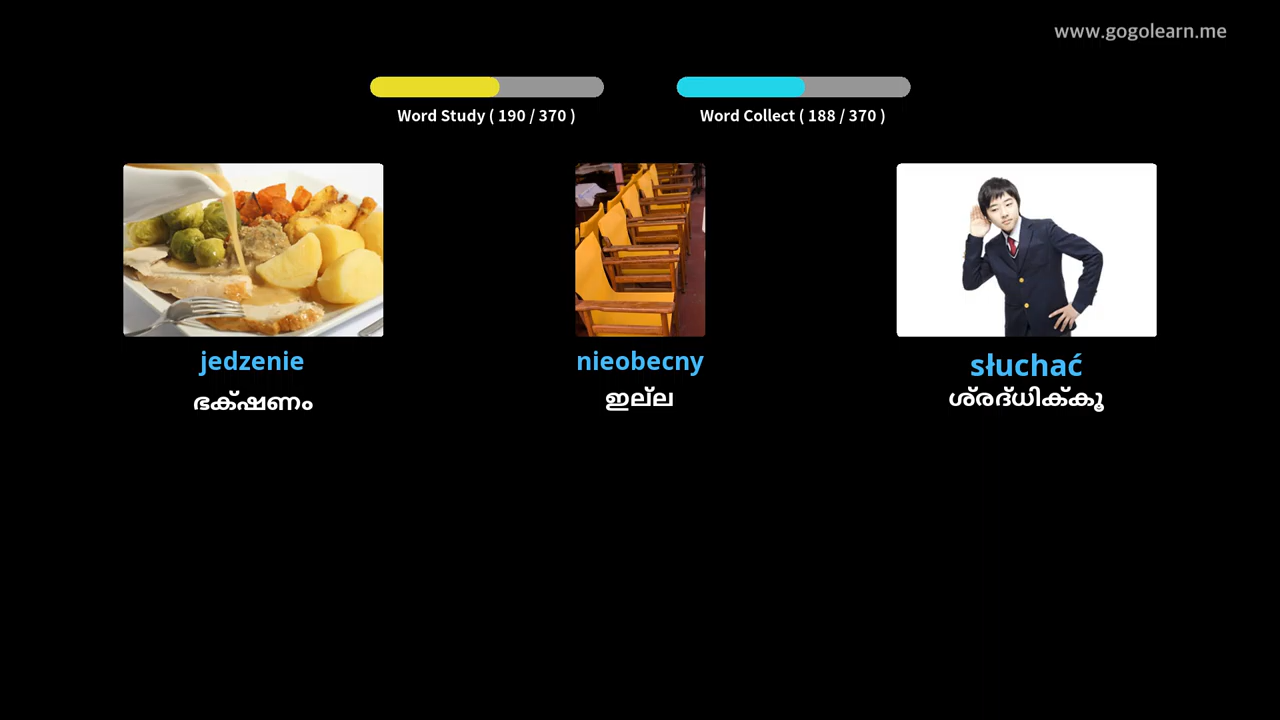 www.gogolearn.me
Word Study ( 190 / 370 )
Word Collect ( 188 / 370 )
jedzenie
nieobecny
słuchać
ഭക്ഷണം
ഇല്ല
ശ്രദ്ധിക്കൂ